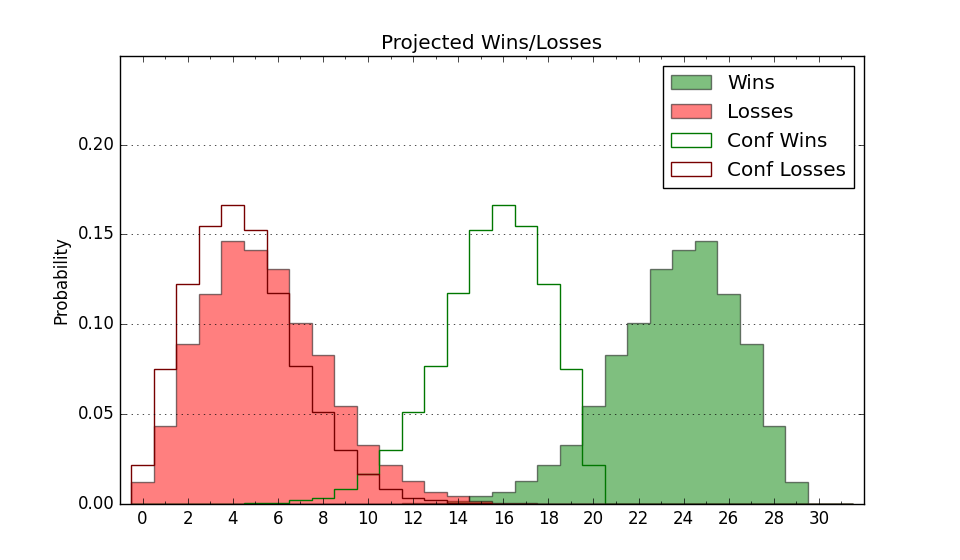 Projected Wins/Losses
Wins
Losses
Conf Wins
Conf Losses
Probability
0.20
0.15
0.10
0.05
0.00
0 2 4 6 8 10 12 14 16 18 20 22 24 26 28 30